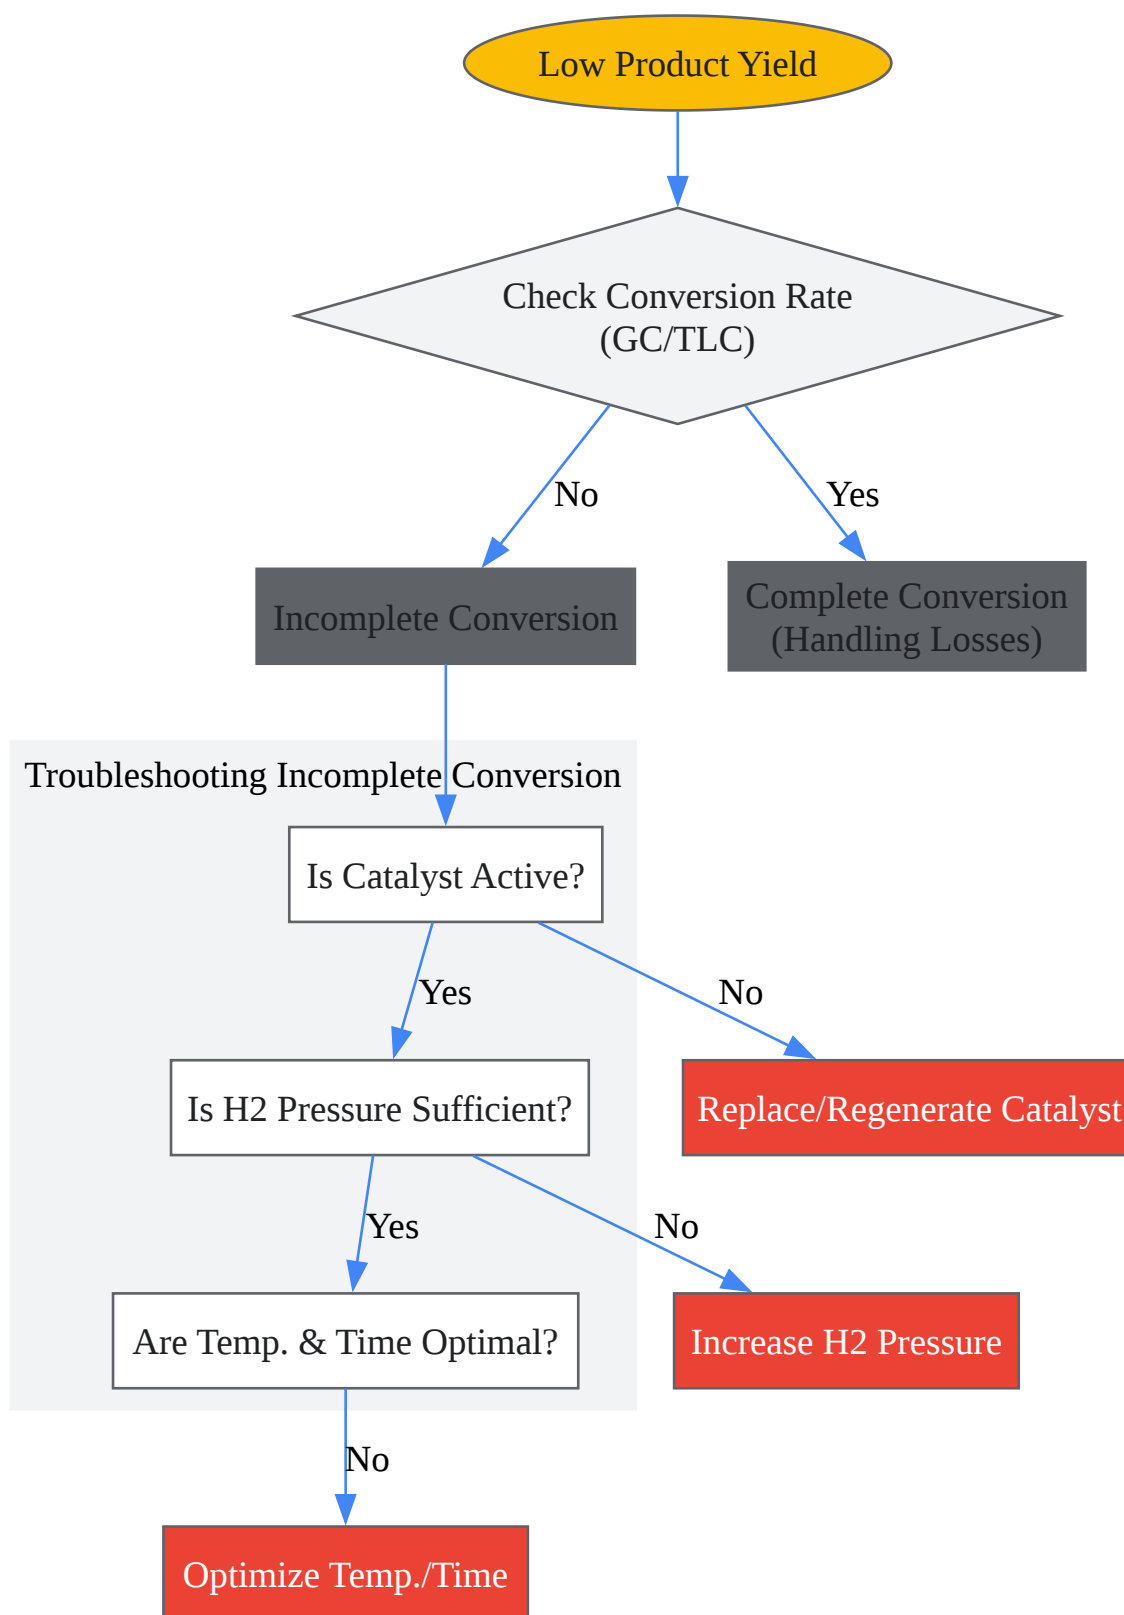 Low Product Yield
Check Conversion Rate
(GC/TLC)
No
Yes
Incomplete Conversion
Complete Conversion
(Handling Losses)
Troubleshooting Incomplete Conversion
Is Catalyst Active?
Yes
No
Is H2 Pressure Sufficient?
Replace/Regenerate Catalyst
Yes
No
Are Temp. & Time Optimal?
Increase H2 Pressure
No
Optimize Temp./Time